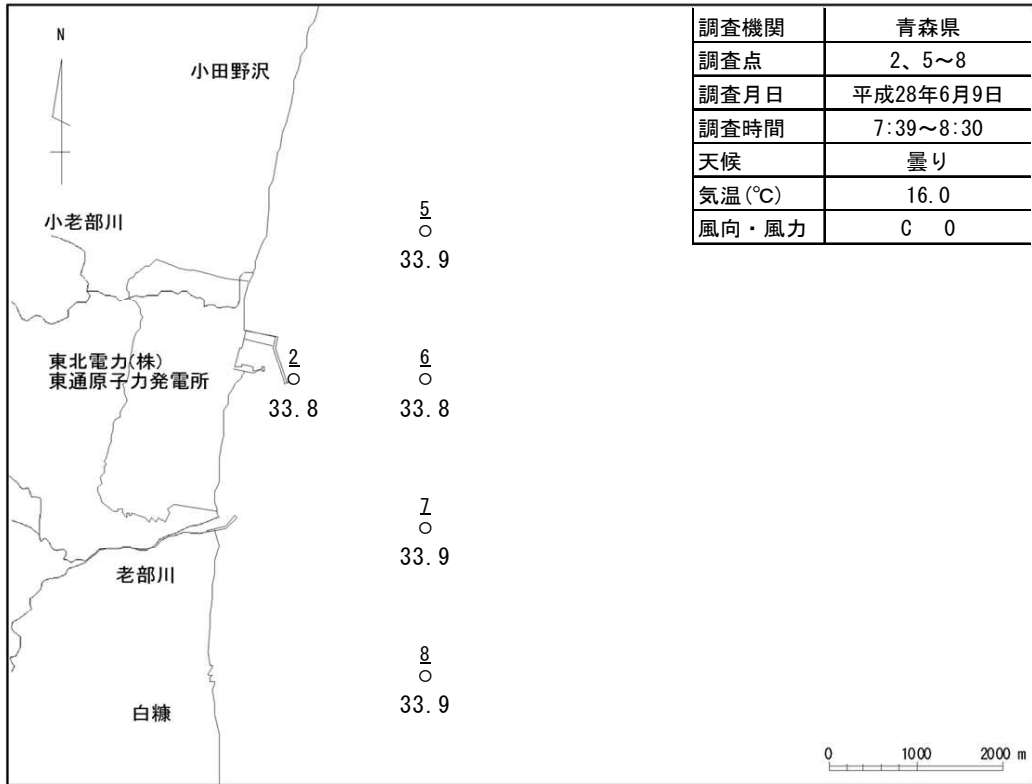 調査機関 青森県
調査点 2、5～8
調査月日 平成28年6月9日
調査時間 7:39～8:30
天候 曇り
気温(℃) 16.0
風向・風力 C 0
N
小田野沢
小老部川
5
33.9
東北電力(株)
東通原子力発電所
2
33.8
6
33.8
7
33.9
老部川
8
33.9
白糠
0 1000 2000 m